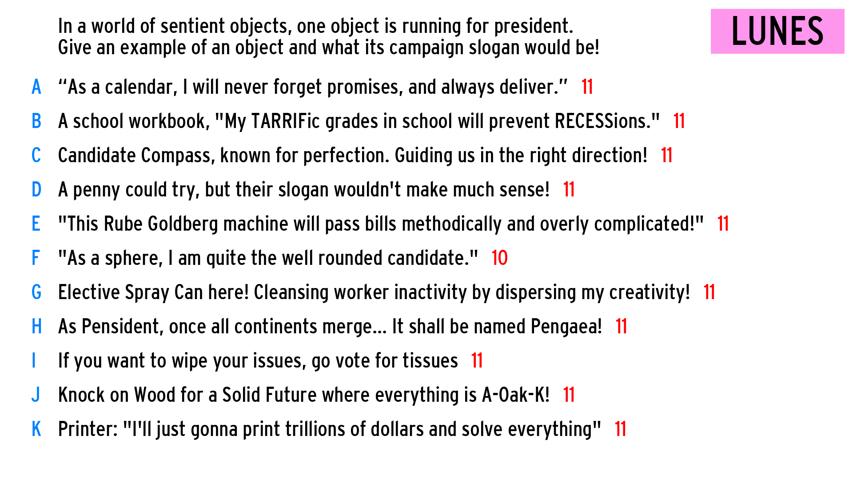 In a world of sentient objects, one object is running for president.
Give an example of an object and what its campaign slogan would be!
LUNES
A “As a calendar, I will never forget promises, and always deliver.” 11
B A school workbook, "My TARRIFic grades in school will prevent RECESSions." 11
C Candidate Compass, known for perfection. Guiding us in the right direction! 11
D A penny could try, but their slogan wouldn't make much sense! 11
E "This Rube Goldberg machine will pass bills methodically and overly complicated!" 11
F "As a sphere, I am quite the well rounded candidate." 10
G Elective Spray Can here! Cleansing worker inactivity by dispersing my creativity! 11
H As Pensident, once all continents merge... It shall be named Pengaea! 11
I If you want to wipe your issues, go vote for tissues 11
J Knock on Wood for a Solid Future where everything is A-Oak-K! 11
K Printer: "I'll just gonna print trillions of dollars and solve everything" 11